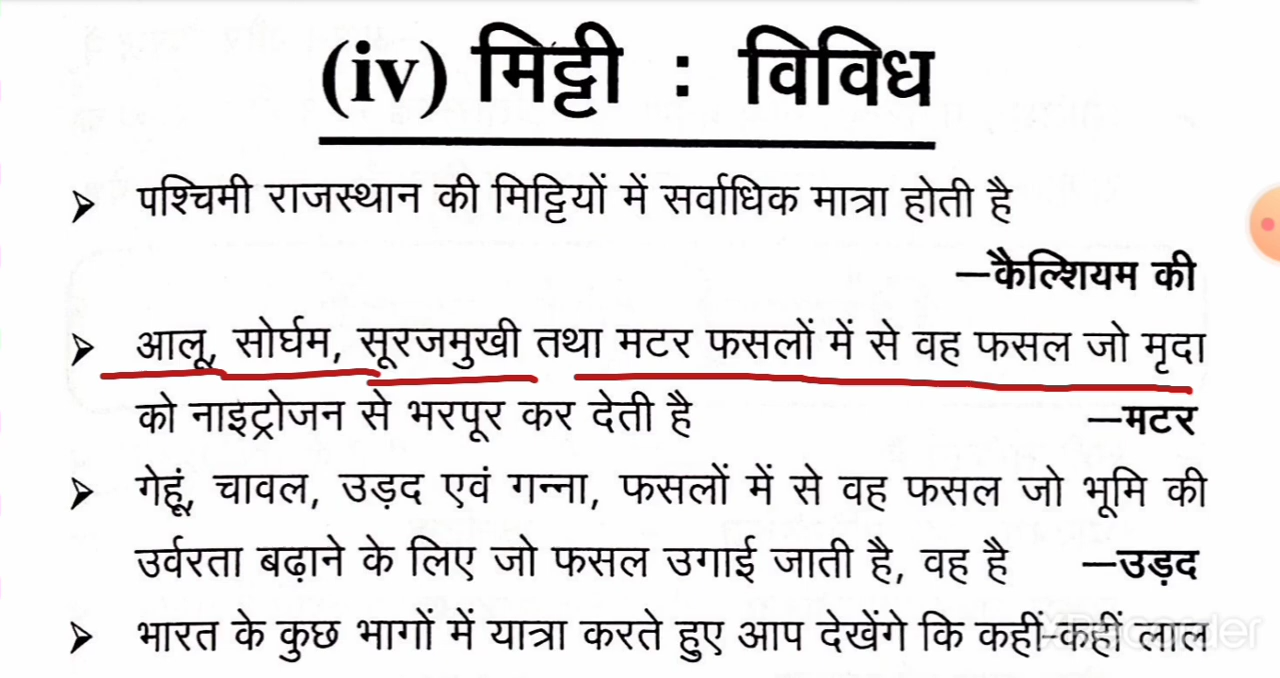 (iv) मिट्टी : विविध
➢ पश्चिमी राजस्थान की मिट्टियों में सर्वाधिक मात्रा होती है
—कैल्शियम की
➢ आलू, सोर्घम, सूरजमुखी तथा मटर फसलों में से वह फसल जो मृदा
को नाइट्रोजन से भरपूर कर देती है —मटर
➢ गेहूं, चावल, उड़द एवं गन्ना, फसलों में से वह फसल जो भूमि की
उर्वरता बढ़ाने के लिए जो फसल उगाई जाती है, वह है —उड़द
➢ भारत के कुछ भागों में यात्रा करते हुए आप देखेंगे कि कहीं-कहीं लाल
XRecorder